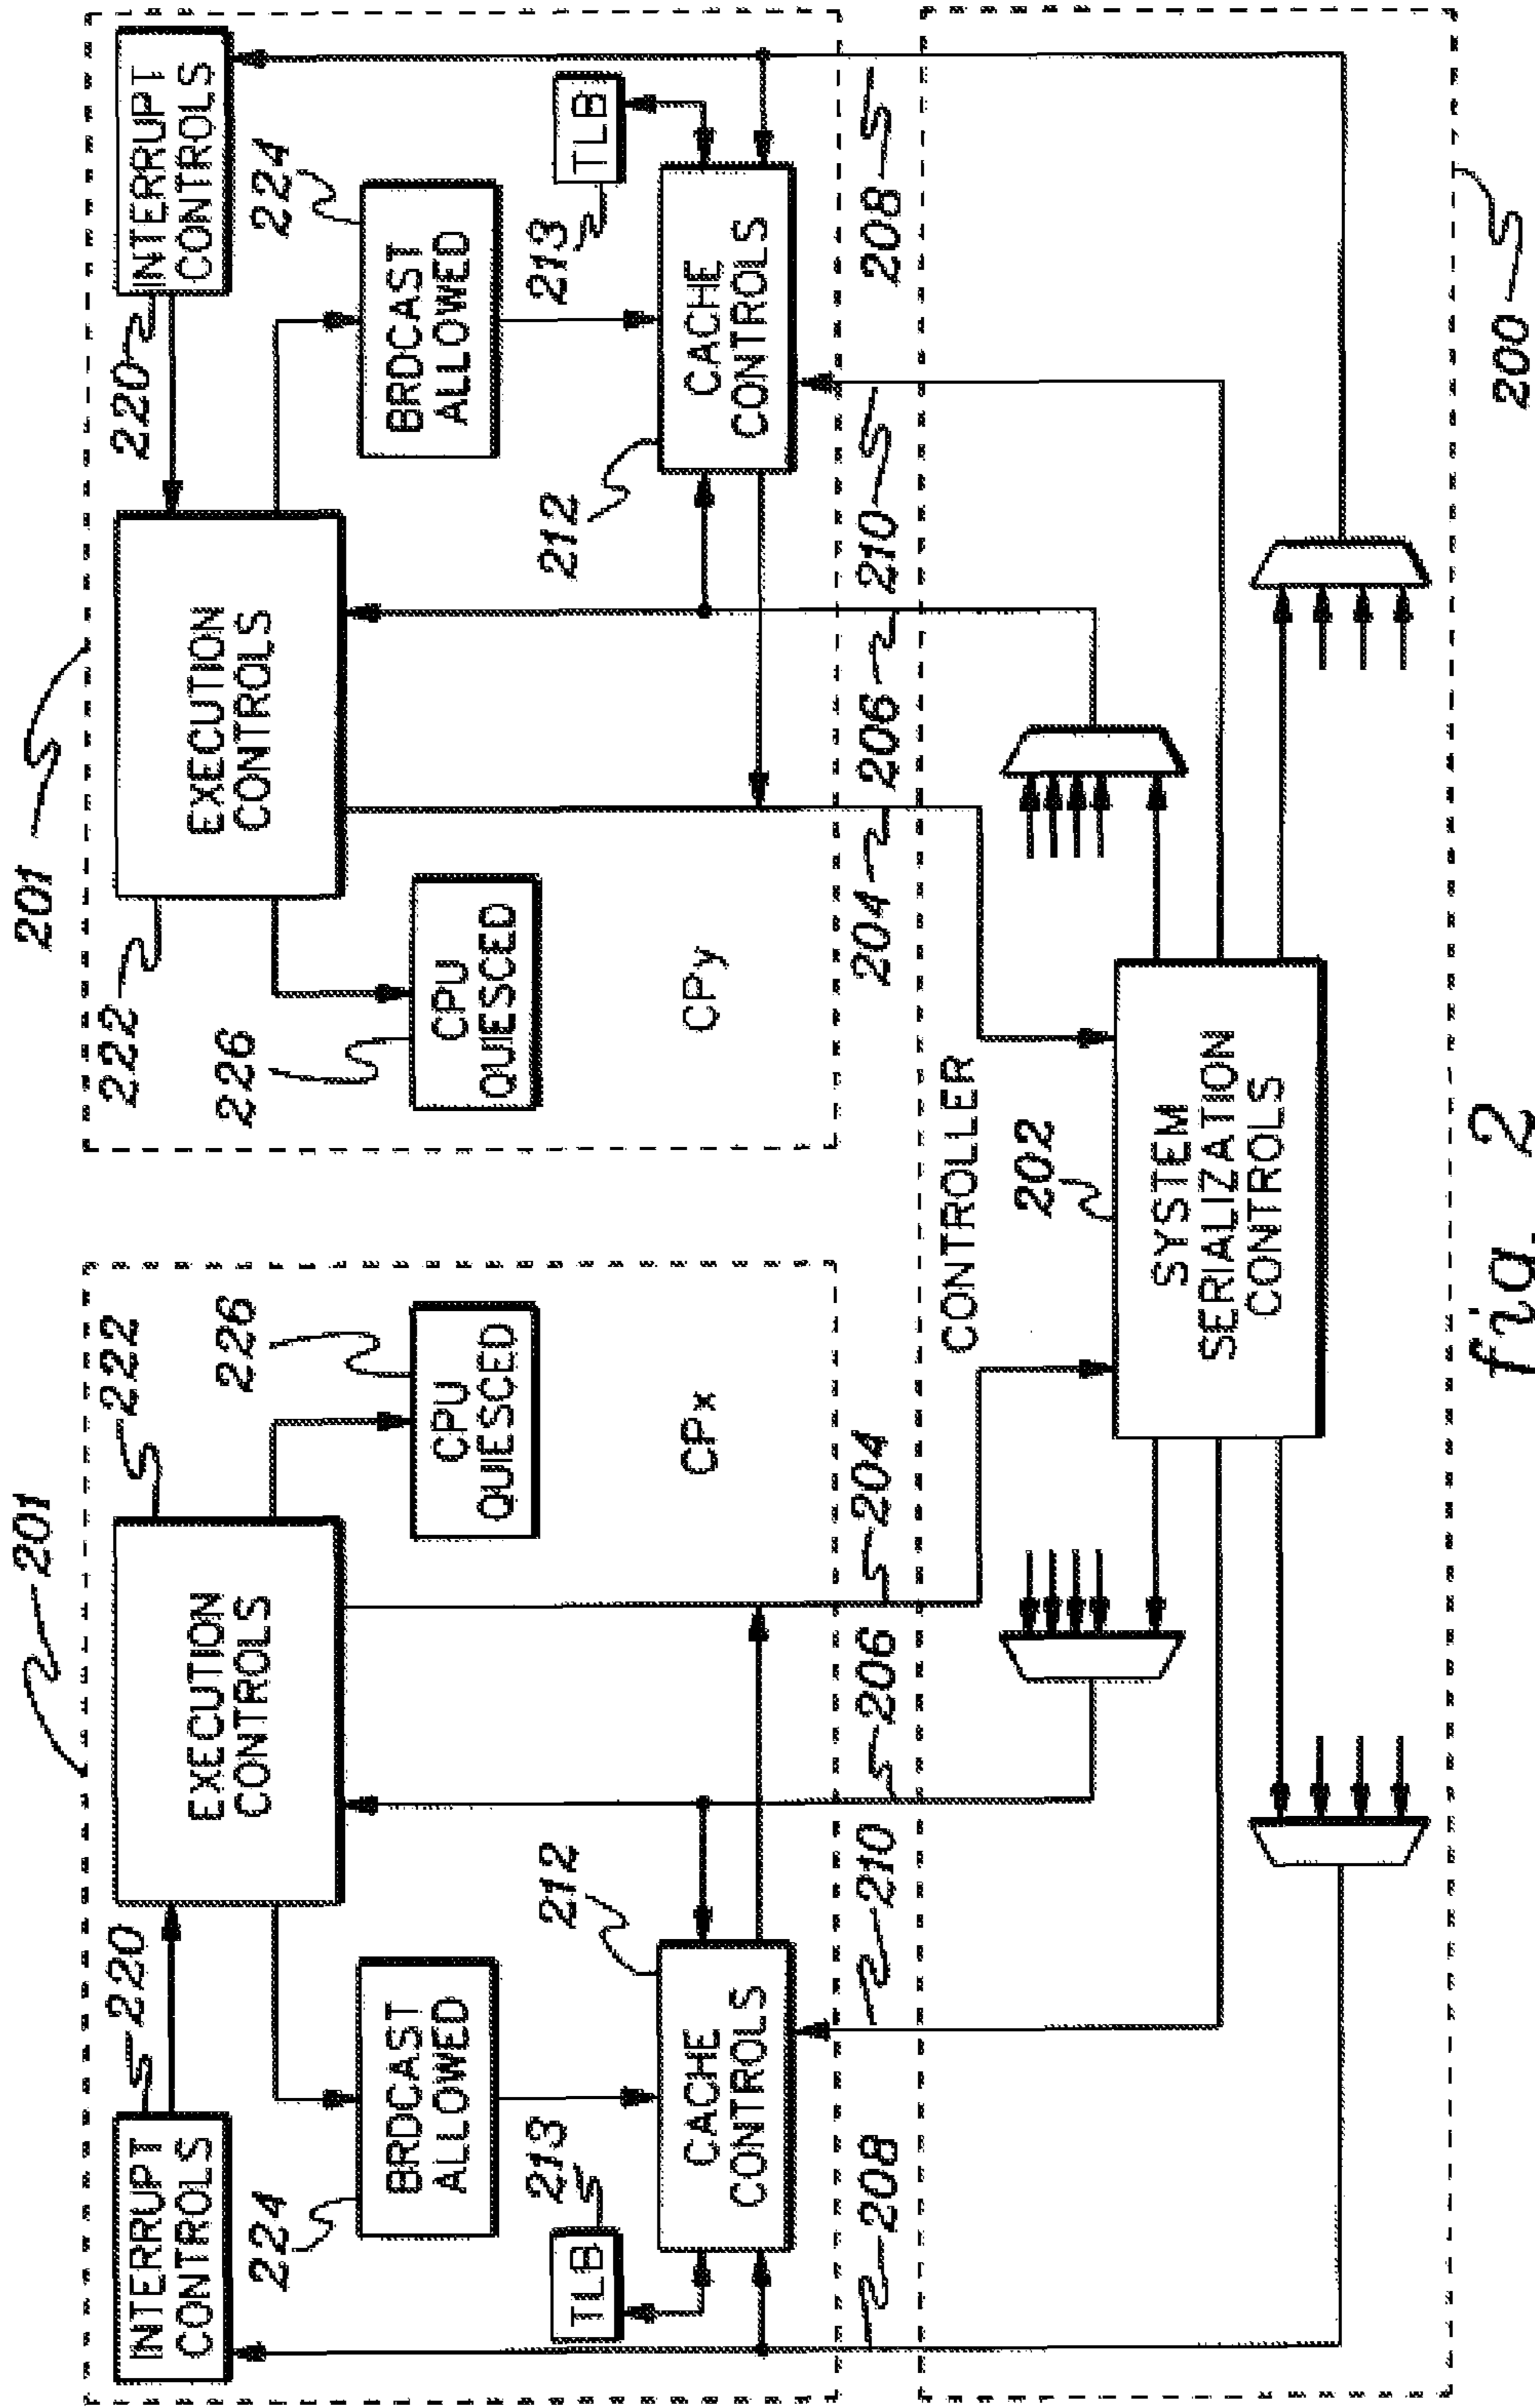 201
201
INTERRUPT
CONTROLS
220
EXECUTION
CONTROLS
222
222
EXECUTION
CONTROLS
220
INTERRUPT
CONTROLS
224
BRDCAST
ALLOWED
226
CPU
QUIESCED
226
CPU
QUIESCED
BRDCAST
ALLOWED
224
TLB
213
212
CACHE
CONTROLS
CPx
CPy
212
CACHE
CONTROLS
213
TLB
208
210
206
204
204
206
210
208
CONTROLLER
202
SYSTEM
SERIALIZATION
CONTROLS
200
fig. 2